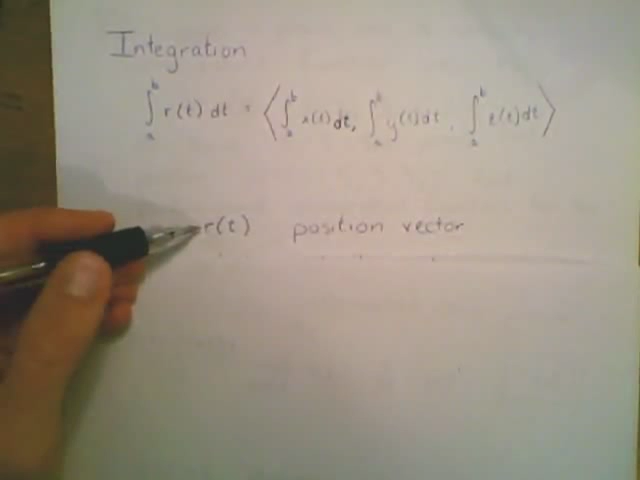 Integration
∫ₐᵇ r(t) dt = ⟨ ∫ₐᵇ x(t)dt, ∫ₐᵇ y(t)dt, ∫ₐᵇ z(t)dt ⟩
r(t) position vector